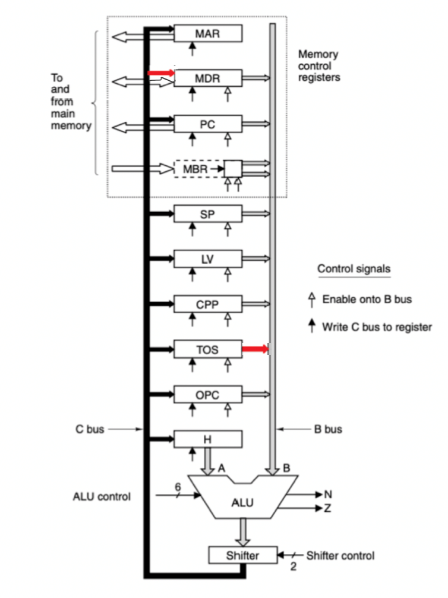 MAR
To
and
from
main
memory
MDR
PC
MBR
Memory
control
registers
SP
LV
CPP
TOS
OPC
H
Control signals
Enable onto B bus
Write C bus to register
C bus
B bus
A
B
ALU control
6
ALU
N
Z
Shifter
Shifter control
2